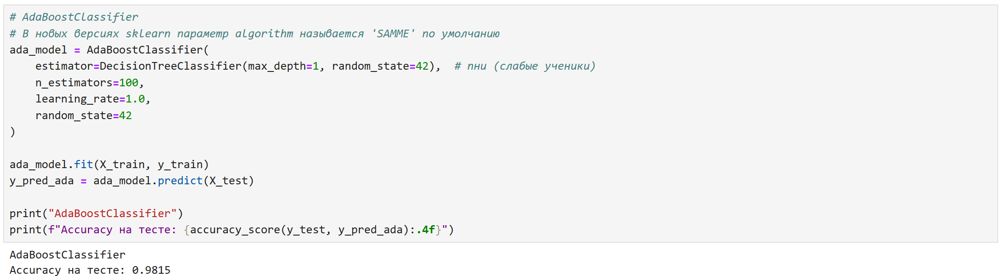 # AdaBoostClassifier
# В новых версиях sklearn параметр algorithm называется 'SAMME' по умолчанию
ada_model = AdaBoostClassifier(
    estimator=DecisionTreeClassifier(max_depth=1, random_state=42),  # пни (слабые ученики)
    n_estimators=100,
    learning_rate=1.0,
    random_state=42
)

ada_model.fit(X_train, y_train)
y_pred_ada = ada_model.predict(X_test)

print("AdaBoostClassifier")
print(f"Accuracy на тесте: {accuracy_score(y_test, y_pred_ada):.4f}")
AdaBoostClassifier
Accuracy на тесте: 0.9815